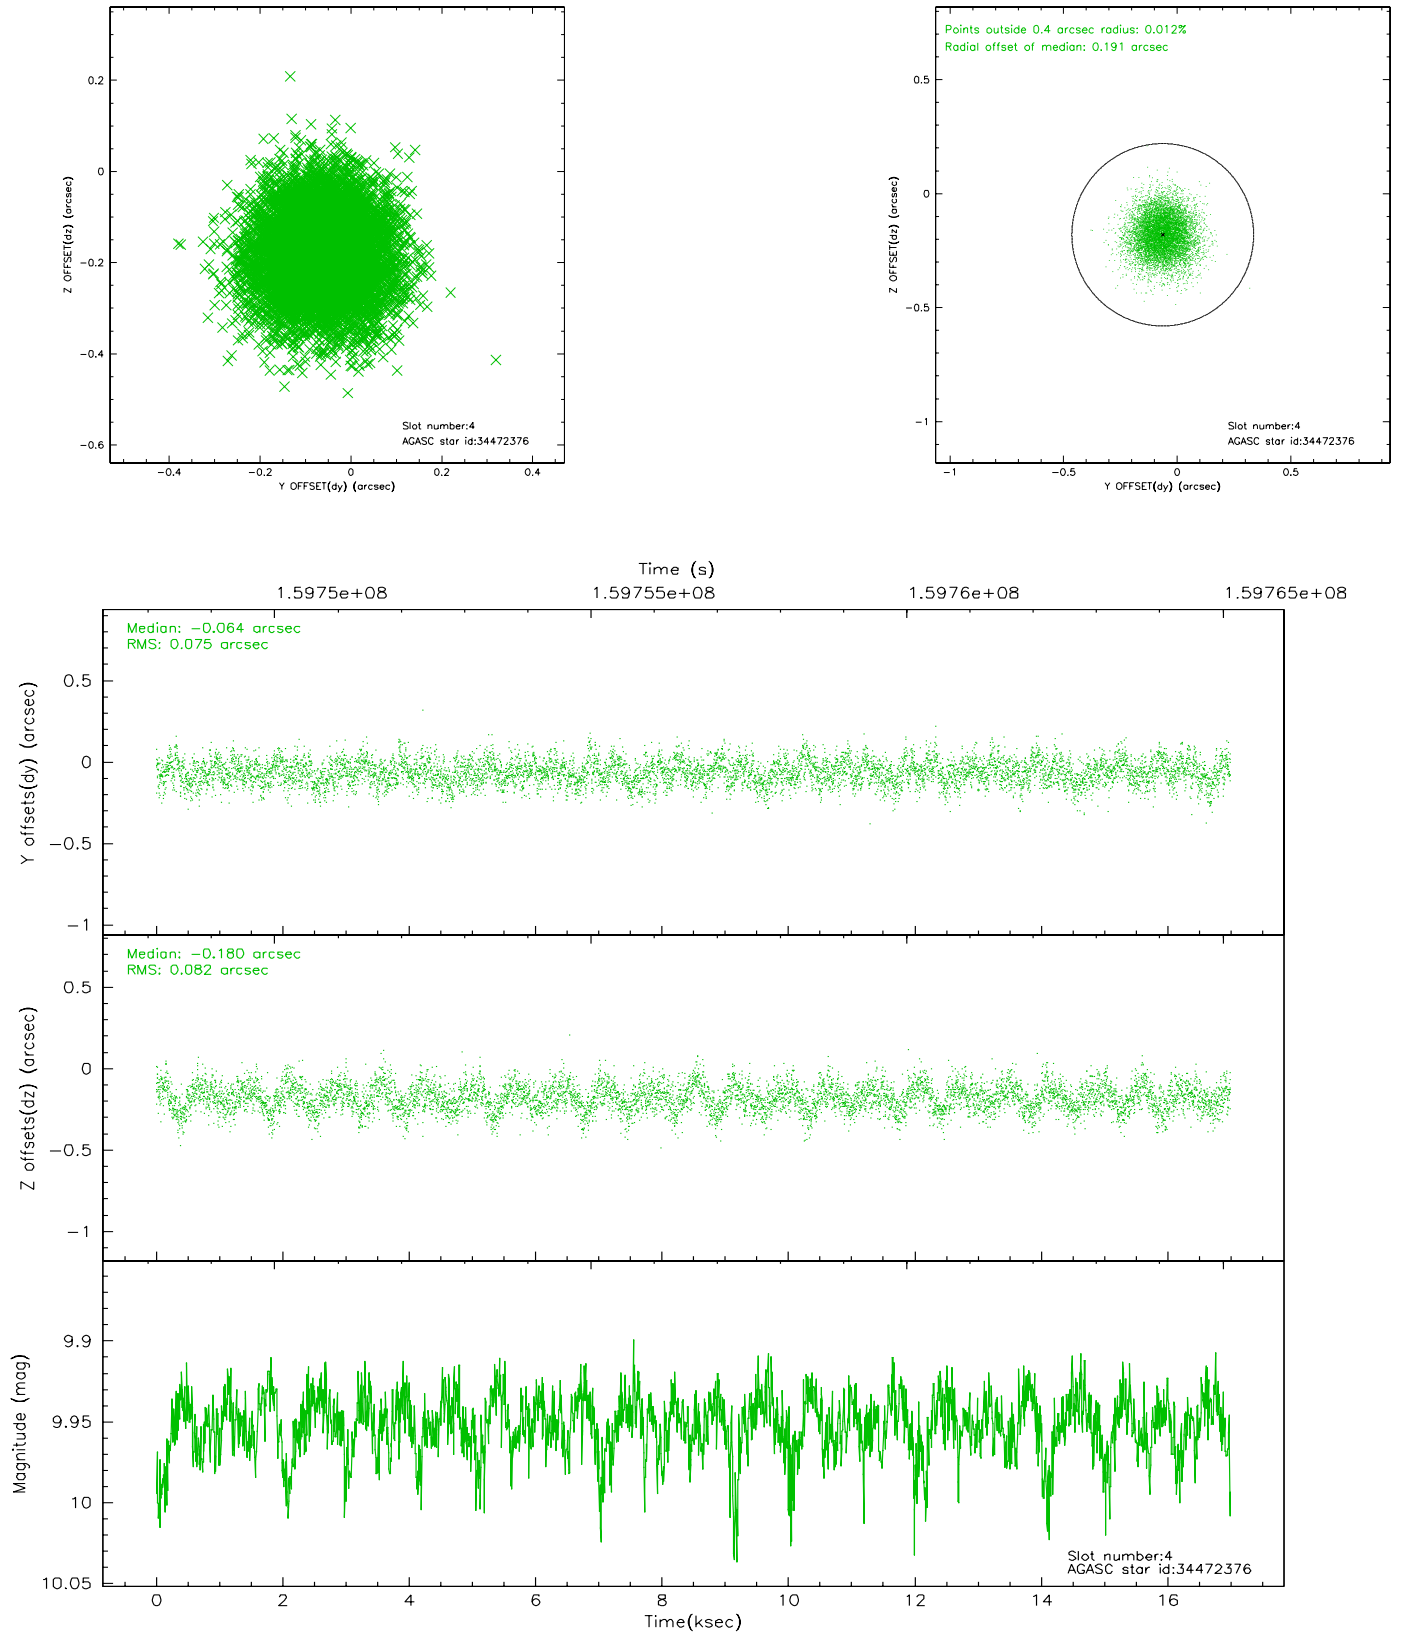 0.2
0
−0.2
−0.4
−0.6
Z OFFSET(dz) (arcsec)
Slot number:4
AGASC star id:34472376
−0.4 −0.2 0 0.2 0.4
Y OFFSET(dy) (arcsec)
Points outside 0.4 arcsec radius: 0.012%
Radial offset of median: 0.191 arcsec
0.5
0
−0.5
−1
Z OFFSET(dz) (arcsec)
Slot number:4
AGASC star id:34472376
−1 −0.5 0 0.5
Y OFFSET(dy) (arcsec)
Time (s)
1.5975e+08 1.59755e+08 1.5976e+08 1.59765e+08
Median: −0.064 arcsec
RMS: 0.075 arcsec
0.5
0
−0.5
−1
Y offsets(dy) (arcsec)
Median: −0.180 arcsec
RMS: 0.082 arcsec
0.5
0
−0.5
−1
Z offsets(dz) (arcsec)
9.9
9.95
10
10.05
Magnitude (mag)
Slot number:4
AGASC star id:34472376
0 2 4 6 8 10 12 14 16
Time(ksec)